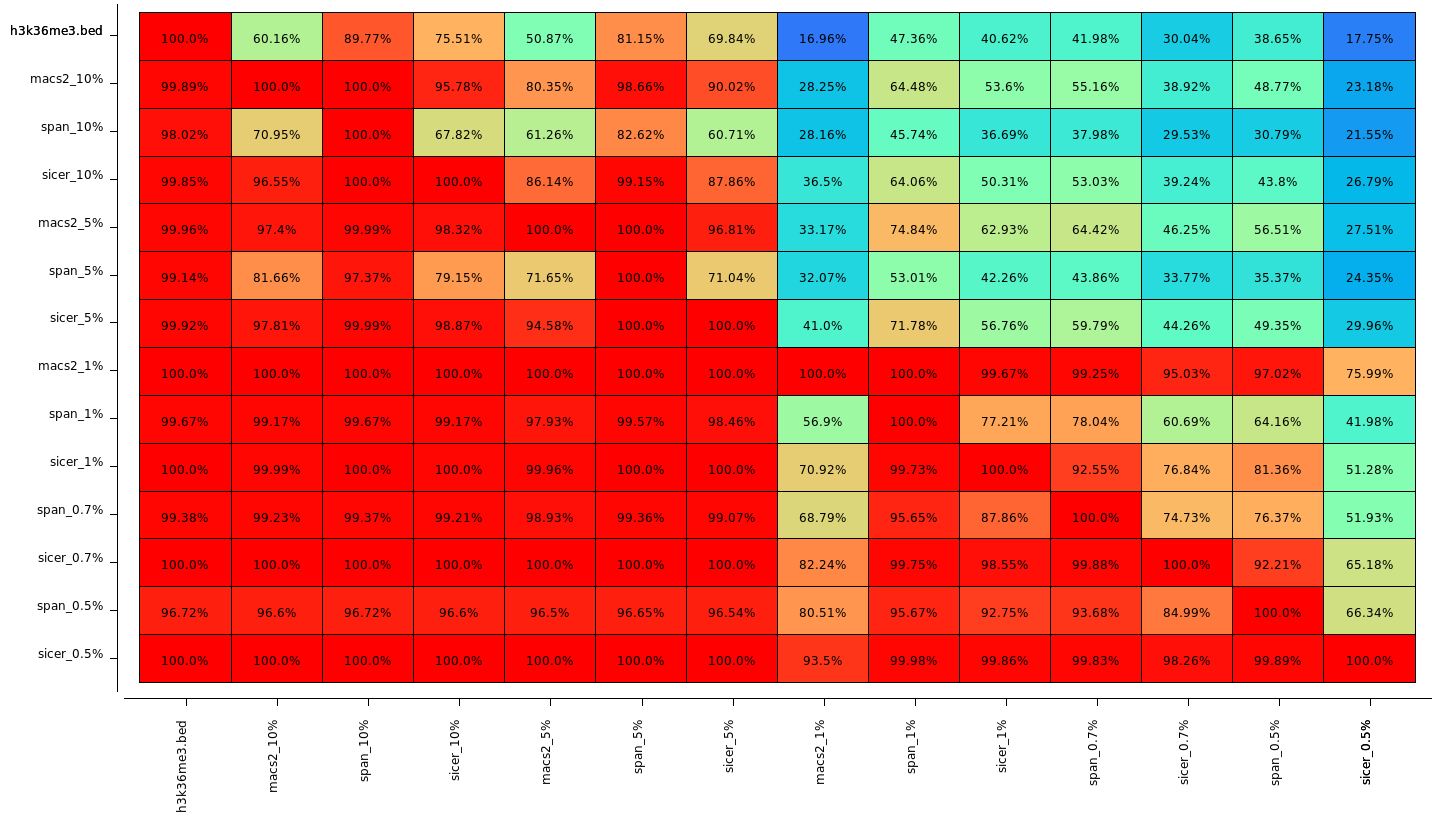 h3k36me3.bed 100.0% 60.16% 89.77% 75.51% 50.87% 81.15% 69.84% 16.96% 47.36% 40.62% 41.98% 30.04% 38.65% 17.75%
macs2_10% 99.89% 100.0% 100.0% 95.78% 80.35% 98.66% 90.02% 28.25% 64.48% 53.6% 55.16% 38.92% 48.77% 23.18%
span_10% 98.02% 70.95% 100.0% 67.82% 61.26% 82.62% 60.71% 28.16% 45.74% 36.69% 37.98% 29.53% 30.79% 21.55%
sicer_10% 99.85% 96.55% 100.0% 100.0% 86.14% 99.15% 87.86% 36.5% 64.06% 50.31% 53.03% 39.24% 43.8% 26.79%
macs2_5% 99.96% 97.4% 99.99% 98.32% 100.0% 100.0% 96.81% 33.17% 74.84% 62.93% 64.42% 46.25% 56.51% 27.51%
span_5% 99.14% 81.66% 97.37% 79.15% 71.65% 100.0% 71.04% 32.07% 53.01% 42.26% 43.86% 33.77% 35.37% 24.35%
sicer_5% 99.92% 97.81% 99.99% 98.87% 94.58% 100.0% 100.0% 41.0% 71.78% 56.76% 59.79% 44.26% 49.35% 29.96%
macs2_1% 100.0% 100.0% 100.0% 100.0% 100.0% 100.0% 100.0% 100.0% 100.0% 99.67% 99.25% 95.03% 97.02% 75.99%
span_1% 99.67% 99.17% 99.67% 99.17% 97.93% 99.57% 98.46% 56.9% 100.0% 77.21% 78.04% 60.69% 64.16% 41.98%
sicer_1% 100.0% 99.99% 100.0% 100.0% 99.96% 100.0% 100.0% 70.92% 99.73% 100.0% 92.55% 76.84% 81.36% 51.28%
span_0.7% 99.38% 99.23% 99.37% 99.21% 98.93% 99.36% 99.07% 68.79% 95.65% 87.86% 100.0% 74.73% 76.37% 51.93%
sicer_0.7% 100.0% 100.0% 100.0% 100.0% 100.0% 100.0% 100.0% 82.24% 99.75% 98.55% 99.88% 100.0% 92.21% 65.18%
span_0.5% 96.72% 96.6% 96.72% 96.6% 96.5% 96.65% 96.54% 80.51% 95.67% 92.75% 93.68% 84.99% 100.0% 66.34%
sicer_0.5% 100.0% 100.0% 100.0% 100.0% 100.0% 100.0% 100.0% 93.5% 99.98% 99.86% 99.83% 98.26% 99.89% 100.0%
h3k36me3.bed macs2_10% span_10% sicer_10% macs2_5% span_5% sicer_5% macs2_1% span_1% sicer_1% span_0.7% sicer_0.7% span_0.5% sicer_0.5%